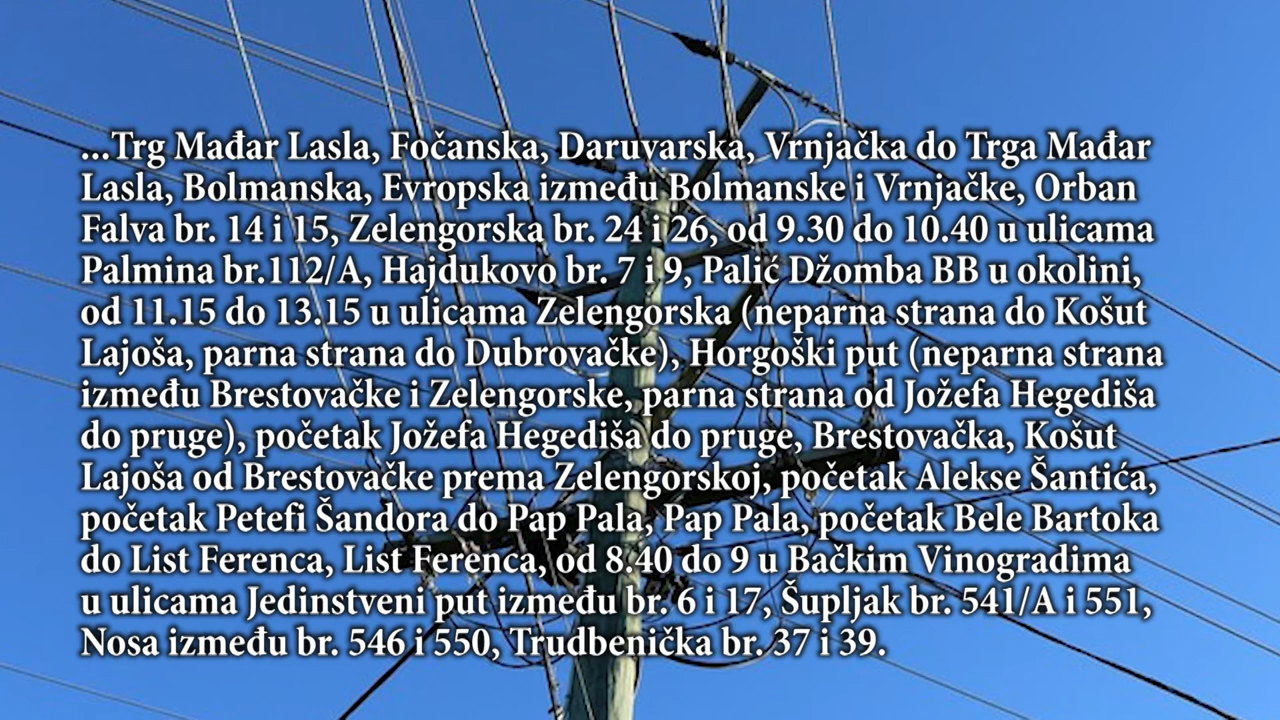 ...Trg Mađar Lasla, Fočanska, Daruvarska, Vrnjačka do Trga Mađar
Lasla, Bolmanska, Evropska između Bolmanske i Vrnjačke, Orban
Falva br. 14 i 15, Zelengorska br. 24 i 26, od 9.30 do 10.40 u ulicama
Palmina br.112/A, Hajdukovo br. 7 i 9, Palić Džomba BB u okolini,
od 11.15 do 13.15 u ulicama Zelengorska (neparna strana do Košut
Lajoša, parna strana do Dubrovačke), Horgoški put (neparna strana
između Brestovačke i Zelengorske, parna strana od Jožefa Hegediša
do pruge), početak Jožefa Hegediša do pruge, Brestovačka, Košut
Lajoša od Brestovačke prema Zelengorskoj, početak Alekse Šantića,
početak Petefi Šandora do Pap Pala, Pap Pala, početak Bele Bartoka
do List Ferenca, List Ferenca, od 8.40 do 9 u Bačkim Vinogradima
u ulicama Jedinstveni put između br. 6 i 17, Šupljak br. 541/A i 551,
Nosa između br. 546 i 550, Trudbenička br. 37 i 39.